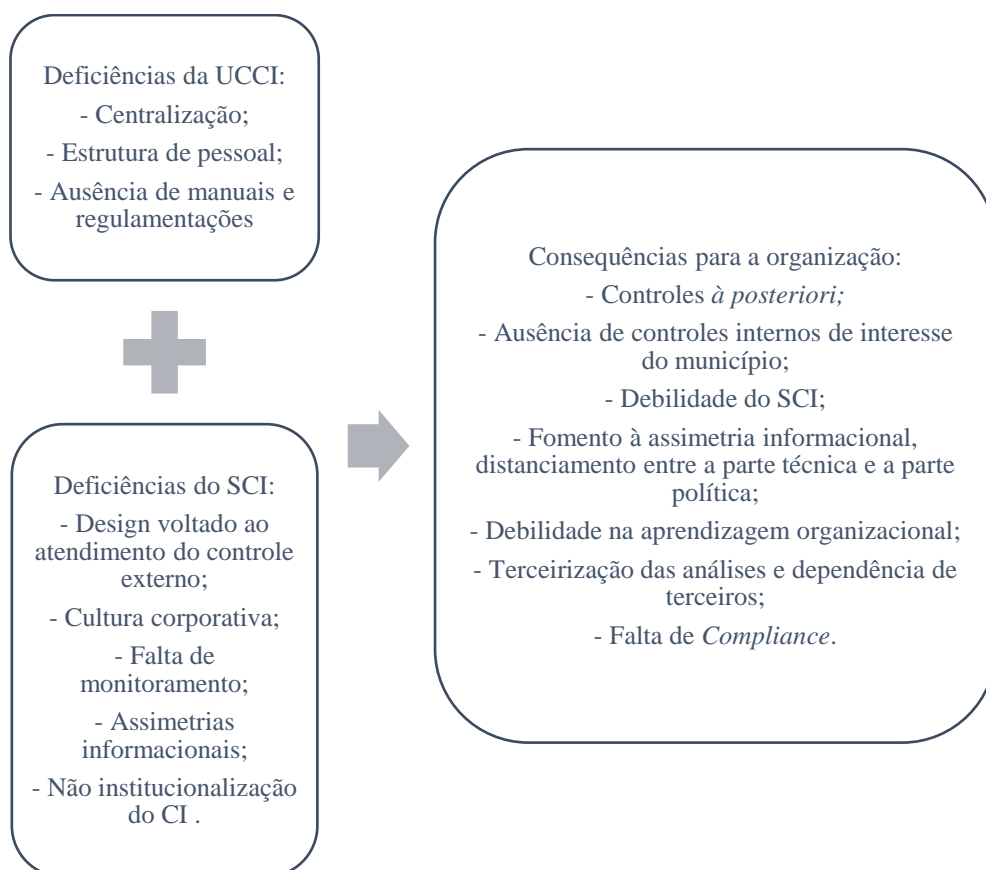 Deficiências da UCCI:
- Centralização;
- Estrutura de pessoal;
- Ausência de manuais e
regulamentações
Deficiências do SCI:
- Design voltado ao
atendimento do controle
externo;
- Cultura corporativa;
- Falta de
monitoramento;
- Assimetrias
informacionais;
- Não institucionalização
do CI .
Consequências para a organização:
- Controles à posteriori;
- Ausência de controles internos de interesse
do município;
- Debilidade do SCI;
- Fomento à assimetria informacional,
distanciamento entre a parte técnica e a parte
política;
- Debilidade na aprendizagem organizacional;
- Terceirização das análises e dependência de
terceiros;
- Falta de Compliance.